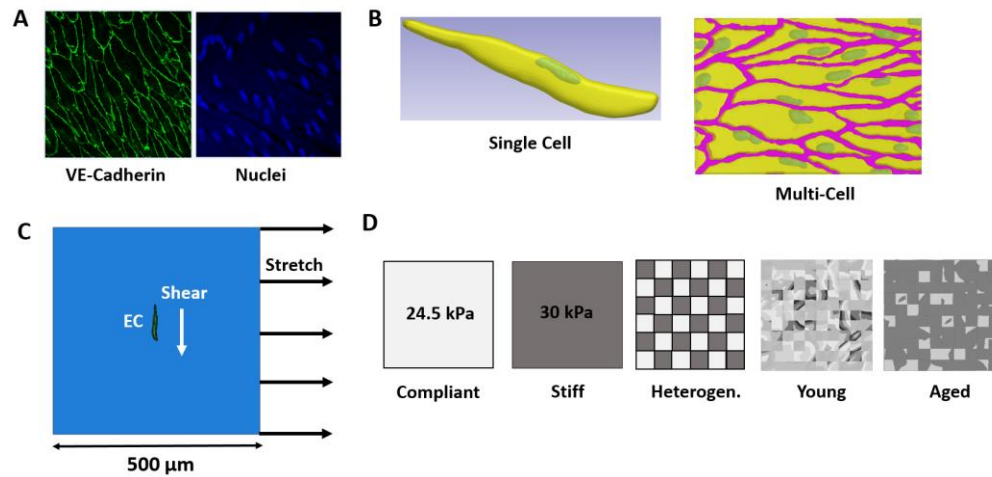 A
VE-Cadherin
Nuclei
B
Single Cell
Multi-Cell
C
Stretch
Shear
EC
500 μm
D
24.5 kPa
30 kPa
Compliant
Stiff
Heterogen.
Young
Aged